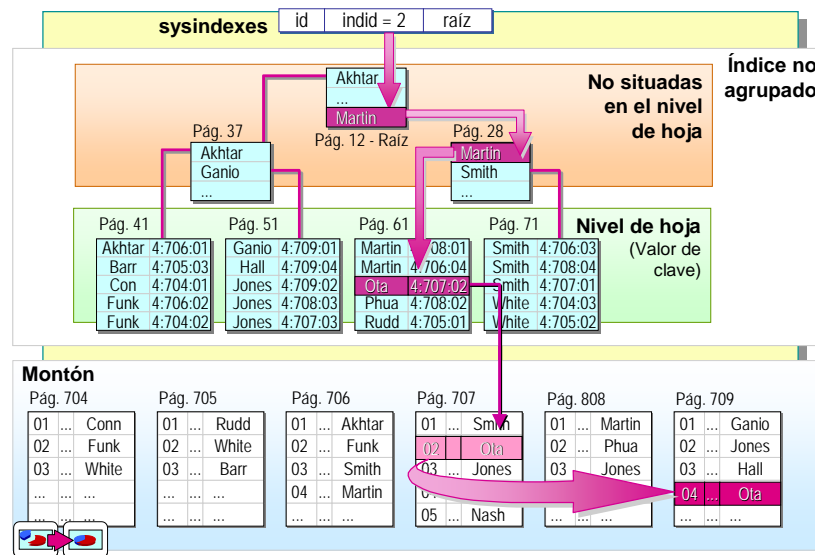 sysindexes
id indid = 2 raíz
Índice no agrupado
No situadas en el nivel de hoja
Akhtar
...
Martin
Pág. 12 - Raíz
Pág. 37
Akhtar
Ganio
...
Pág. 28
Martin
Smith
...
Nivel de hoja
(Valor de clave)
Pág. 41
Akhtar 4:706:01
Barr 4:705:03
Con 4:704:01
Funk 4:706:02
Funk 4:704:02
Pág. 51
Ganio 4:709:01
Hall 4:709:04
Jones 4:709:02
Jones 4:708:03
Jones 4:707:03
Pág. 61
Martin 4:708:01
Martin 4:706:04
Ota 4:707:02
Phua 4:708:02
Rudd 4:705:01
Pág. 71
Smith 4:706:03
Smith 4:708:04
Smith 4:707:01
White 4:704:03
White 4:705:02
Montón
Pág. 704
01 ... Conn
02 ... Funk
03 ... White
... ... ...
... ... ...
Pág. 705
01 ... Rudd
02 ... White
03 ... Barr
... ... ...
... ... ...
Pág. 706
01 ... Akhtar
02 ... Funk
03 ... Smith
04 ... Martin
... ... ...
Pág. 707
01 ... Smith
02 ... Ota
03 ... Jones
05 ... Nash
Pág. 808
01 ... Martin
02 ... Phua
03 ... Jones
... ... ...
Pág. 709
01 ... Ganio
02 ... Jones
03 ... Hall
04 ... Ota
... ... ...